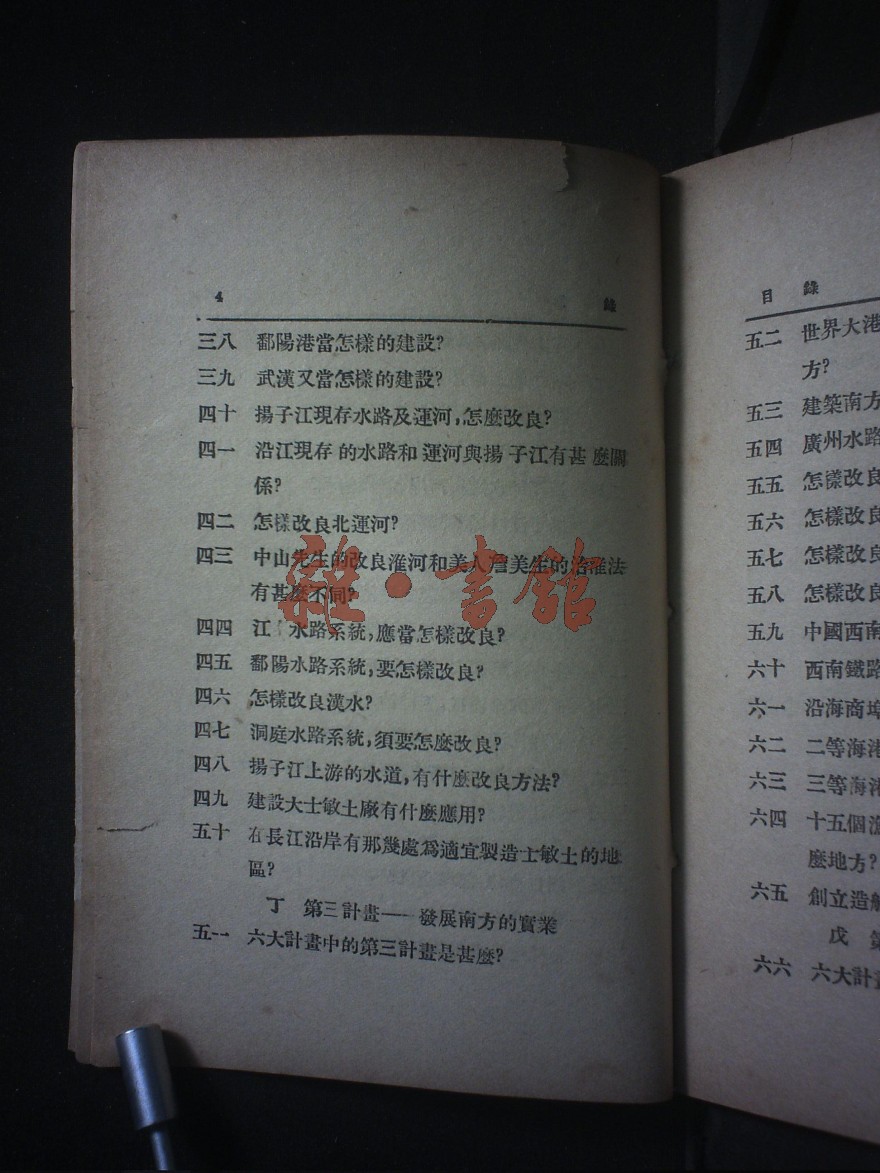 4 錄
三八 鄱陽港當怎樣的建設?
三九 武漢又當怎樣的建設?
四十 揚子江現存水路及運河,怎麼改良?
四一 沿江現存的水路和運河與揚子江有甚麼關
係?
四二 怎樣改良北運河?
四三 中山先生的改良淮河和美人詹美生的治淮法
有甚麼不同?
四四 江 水路系統,應當怎樣改良?
四五 鄱陽水路系統,要怎樣改良?
四六 怎樣改良漢水?
四七 洞庭水路系統,須要怎麼改良?
四八 揚子江上游的水道,有什麼改良方法?
四九 建設大士敏土廠有什麼應用?
五十 在長江沿岸有那幾處爲適宜製造士敏土的地
區?
丁 第三計畫——發展南方的實業
五一 六大計畫中的第三計畫是甚麼?
雜·書館
目錄
五二 世界大港
方?
五三 建築南方
五四 廣州水路
五五 怎樣改良
五六 怎樣改良
五七 怎樣改良
五八 怎樣改良
五九 中國西南
六十 西南鐵路
六一 沿海商埠
六二 二等海港
六三 三等海港
六四 十五個漁
麼地方?
六五 創立造船
戊 第
六六 六大計畫